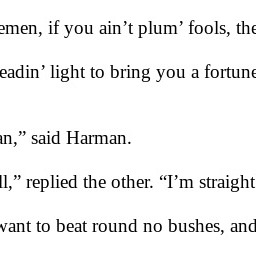 emen, if you ain’t plum’ fools, the
eadin’ light to bring you a fortune
an,” said Harman.
ll,” replied the other. “I’m straight
want to beat round no bushes, and